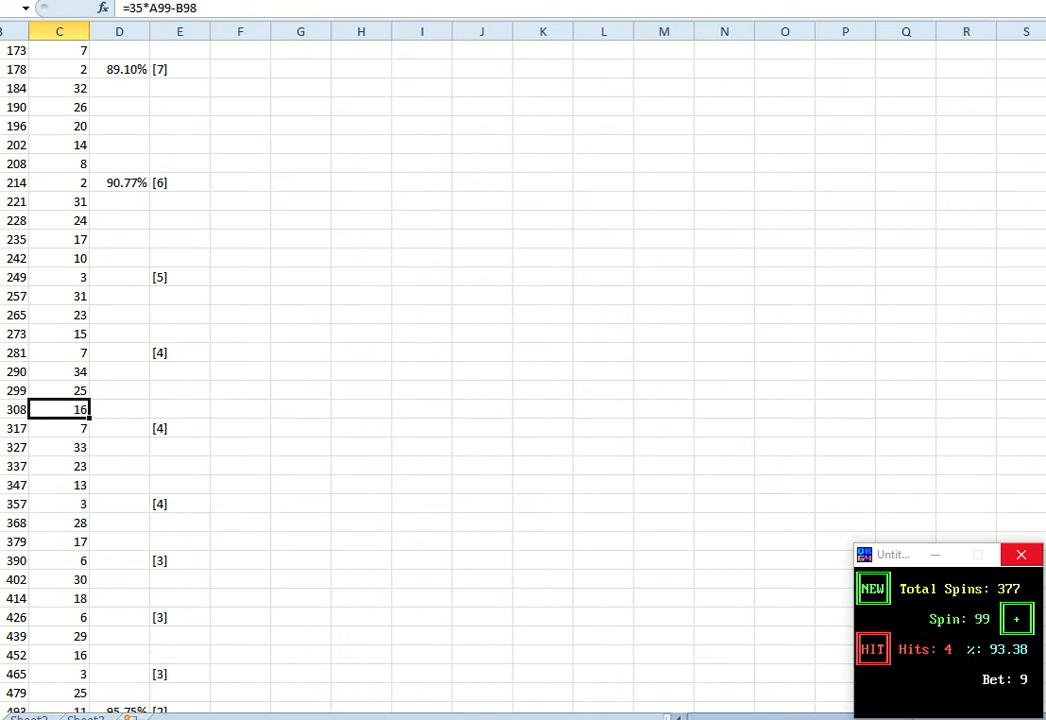 =35*A99-B98
C D E F G H I J K L M N O P Q R S
173 7
178 2 89.10% [7]
184 32
190 26
196 20
202 14
208 8
214 2 90.77% [6]
221 31
228 24
235 17
242 10
249 3 [5]
257 31
265 23
273 15
281 7 [4]
290 34
299 25
308 16
317 7 [4]
327 33
337 23
347 13
357 3 [4]
368 28
379 17
390 6 [3]
402 30
414 18
426 6 [3]
439 29
452 16
465 3 [3]
479 25
493 11 95.75% [2]
Sheet2 Sheet3
Untit...
NEW Total Spins: 377
Spin: 99 +
HIT Hits: 4 %: 93.38
Bet: 9